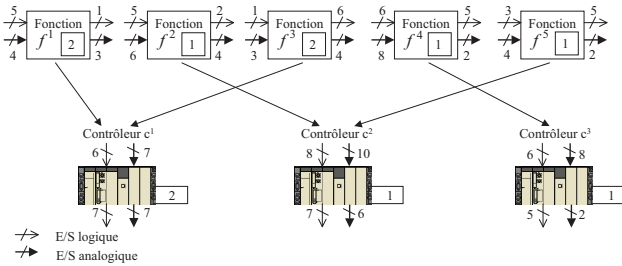 5 Fonction 1 5 Fonction 2 1 Fonction 6 6 Fonction 5 3 Fonction 5
4 f¹ 2 3 6 f² 1 4 3 f³ 2 4 8 f⁴ 1 2 4 f⁵ 1 2
Contrôleur c¹ Contrôleur c² Contrôleur c³
6 7 8 10 6 8
2 1 1
7 7 7 6 5 2
E/S logique
E/S analogique